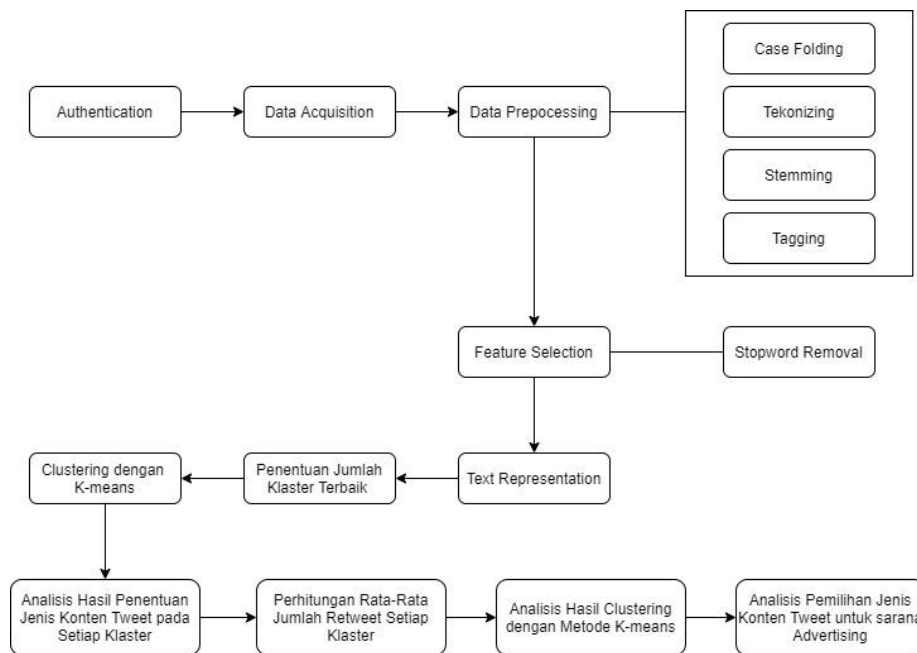 Case Folding
Authentication
Data Acquisition
Data Prepocessing
Tekonizing
Stemming
Tagging
Feature Selection
Stopword Removal
Clustering dengan
K-means
Penentuan Jumlah
Klaster Terbaik
Text Representation
Analisis Hasil Penentuan
Jenis Konten Tweet pada
Setiap Klaster
Perhitungan Rata-Rata
Jumlah Retweet Setiap
Klaster
Analisis Hasil Clustering
dengan Metode K-means
Analisis Pemilihan Jenis
Konten Tweet untuk sarana
Advertising